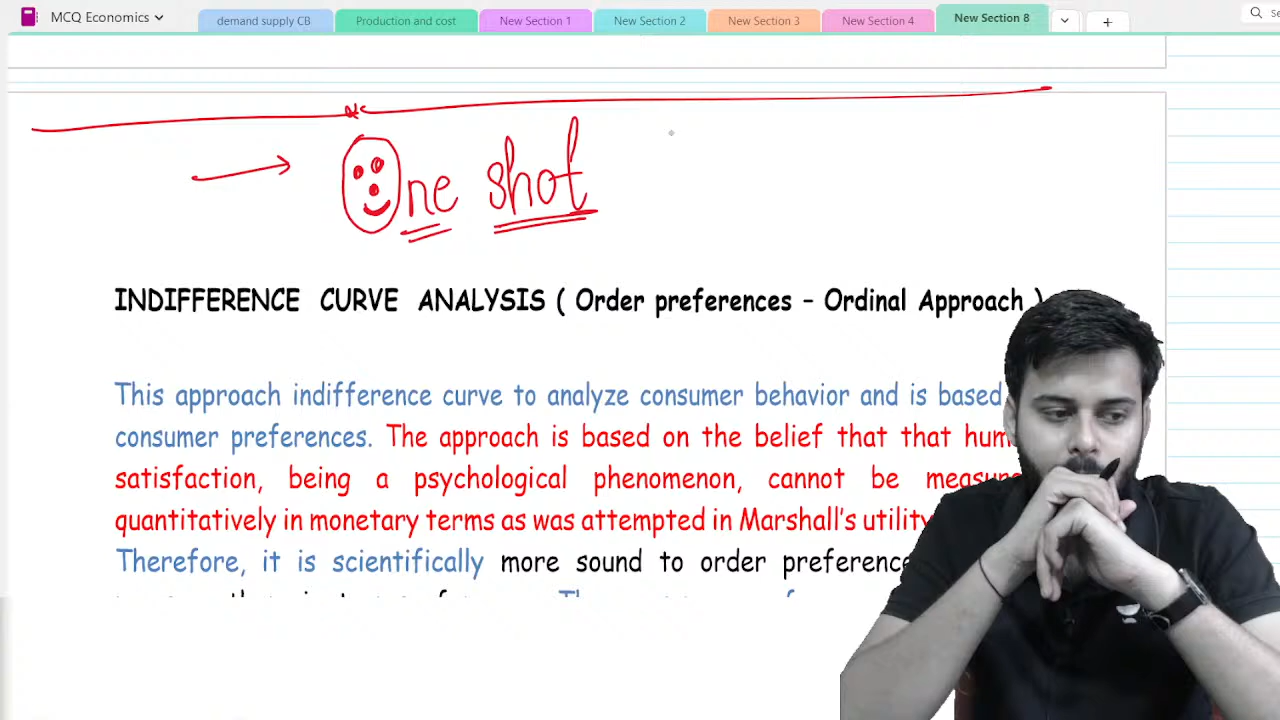 MCQ Economics
demand supply CB
Production and cost
New Section 1
New Section 2
New Section 3
New Section 4
New Section 8
One shot
INDIFFERENCE CURVE ANALYSIS ( Order preferences – Ordinal Approach )
This approach indifference curve to analyze consumer behavior and is based
consumer preferences. The approach is based on the belief that that
satisfaction, being a psychological phenomenon, cannot be
quantitatively in monetary terms as was attempted in Marshall's utility
Therefore, it is scientifically more sound to order